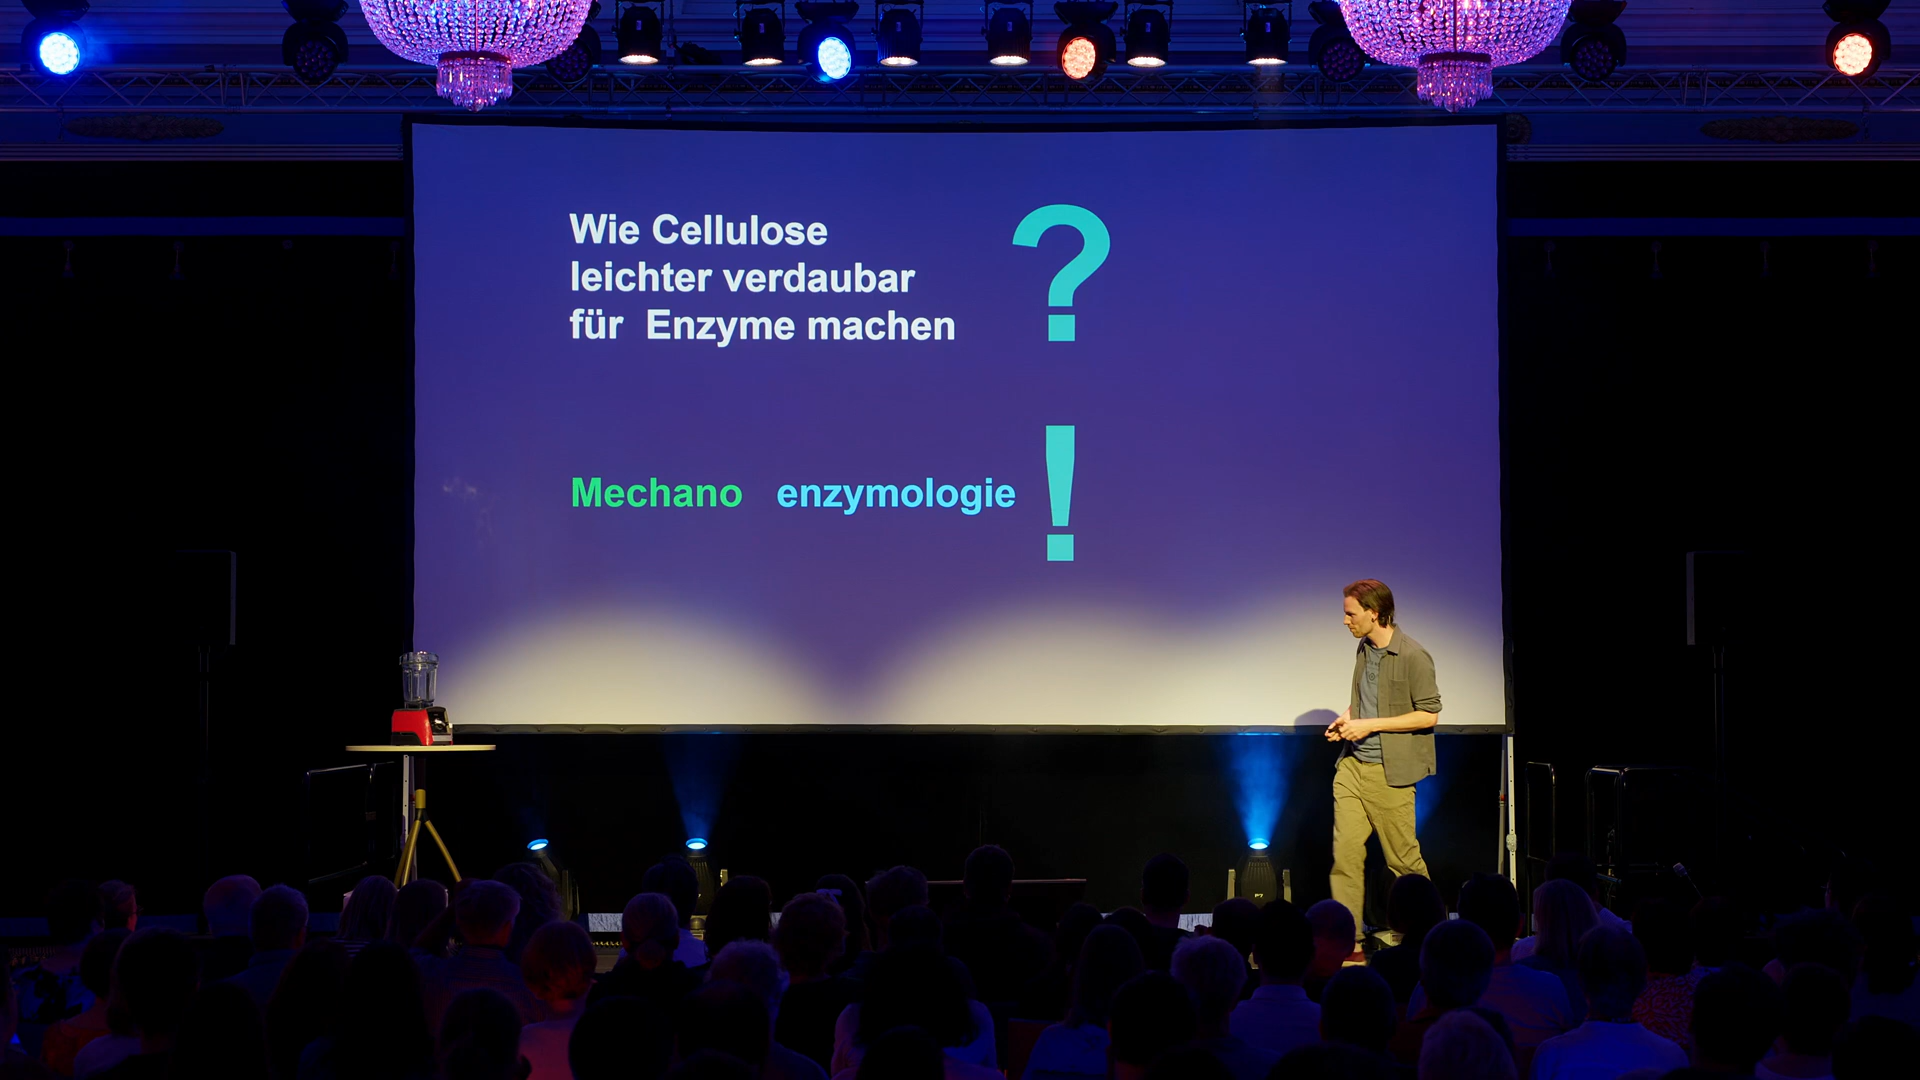 Wie Cellulose
leichter verdaubar
für Enzyme machen
?
Mechano enzymologie !